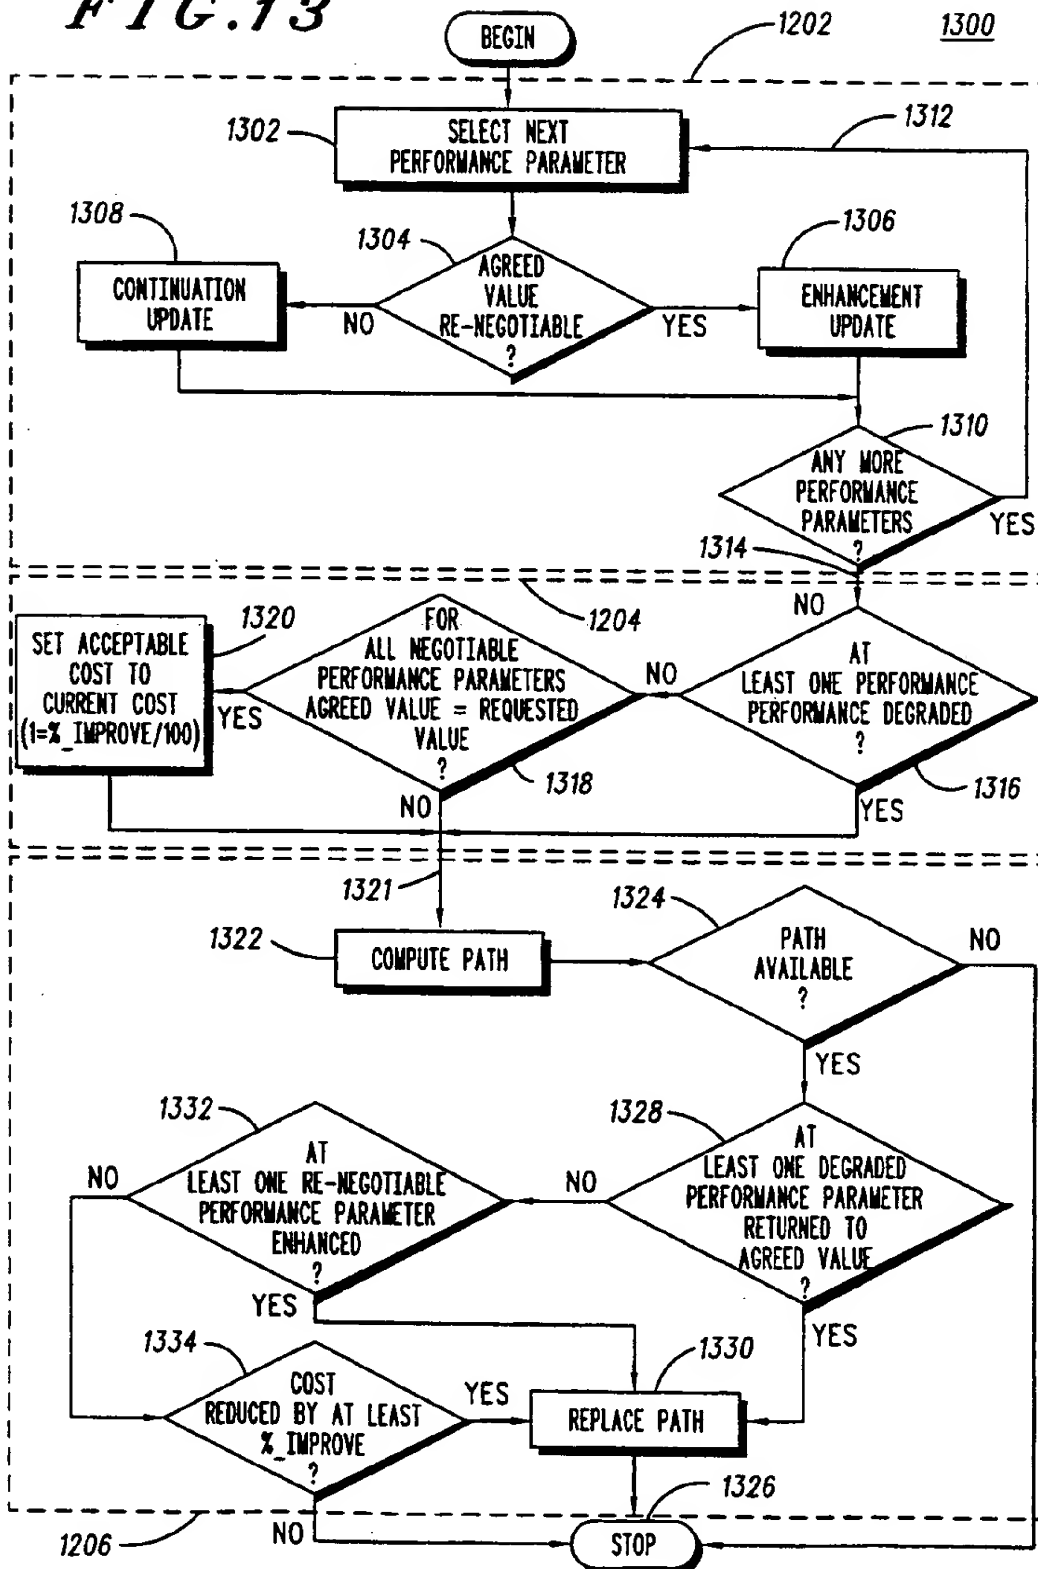 FIG.13
BEGIN
1202
1300
1302
SELECT NEXT
PERFORMANCE PARAMETER
1312
1308
1304
1306
CONTINUATION
UPDATE
AGREED
VALUE
RE-NEGOTIABLE
?
NO
YES
ENHANCEMENT
UPDATE
1310
ANY MORE
PERFORMANCE
PARAMETERS
?
YES
1314
NO
1204
1320
SET ACCEPTABLE
COST TO
CURRENT COST
(1=%_IMPROVE/100)
YES
FOR
ALL NEGOTIABLE
PERFORMANCE PARAMETERS
AGREED VALUE = REQUESTED
VALUE
?
1318
NO
NO
AT
LEAST ONE PERFORMANCE
PERFORMANCE DEGRADED
?
1316
YES
1321
1322
COMPUTE PATH
1324
PATH
AVAILABLE
?
NO
YES
1332
AT
LEAST ONE RE-NEGOTIABLE
PERFORMANCE PARAMETER
ENHANCED
?
NO
YES
1328
AT
LEAST ONE DEGRADED
PERFORMANCE PARAMETER
RETURNED TO
AGREED VALUE
?
NO
YES
1334
COST
REDUCED BY AT LEAST
%_IMPROVE
?
YES
1330
REPLACE PATH
1326
1206
NO
STOP